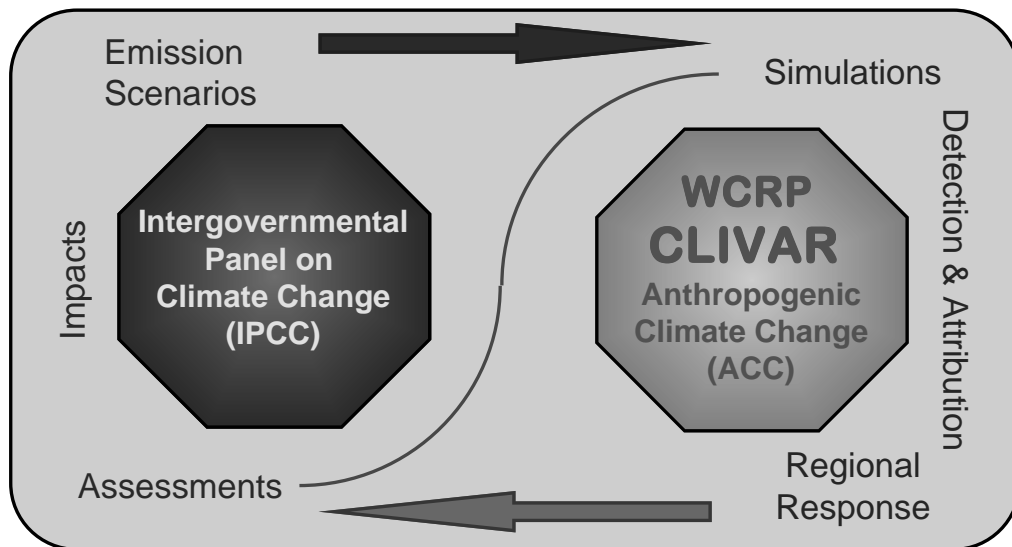 Emission
Scenarios
Simulations
Impacts
Intergovernmental
Panel on
Climate Change
(IPCC)
WCRP
CLIVAR
Anthropogenic
Climate Change
(ACC)
Detection & Attribution
Assessments
Regional
Response